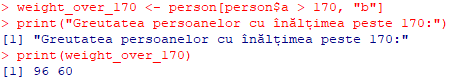 > weight_over_170 <- person[person$a > 170, "b"]
> print("Greutatea persoanelor cu înălțimea peste 170:")
[1] "Greutatea persoanelor cu înălțimea peste 170:"
> print(weight_over_170)
[1] 96 60